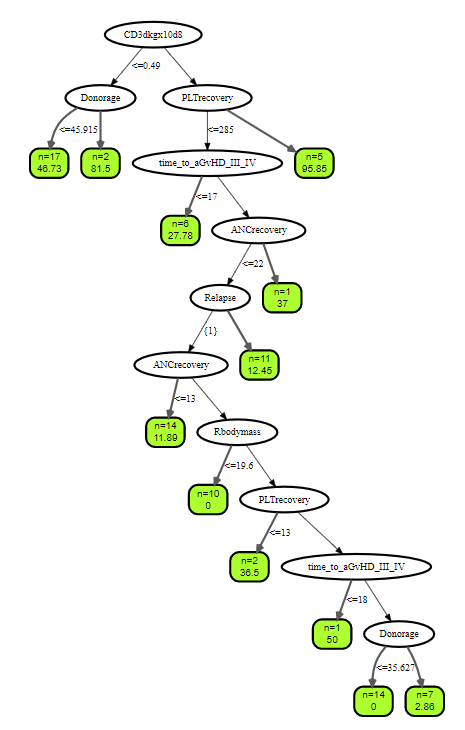 CD3dkgx10d8
<=0.49
Donorage
PLTrecovery
<=45.915
<=285
n=17
46.73
n=2
81.5
time_to_aGvHD_III_IV
n=5
95.85
<=17
n=6
27.78
ANCrecovery
<=22
Relapse
n=1
37
{1}
ANCrecovery
n=11
12.45
<=13
n=14
11.89
Rbodymass
<=19.6
n=10
0
PLTrecovery
<=13
n=2
36.5
time_to_aGvHD_III_IV
<=18
n=1
50
Donorage
<=35.627
n=14
0
n=7
2.86